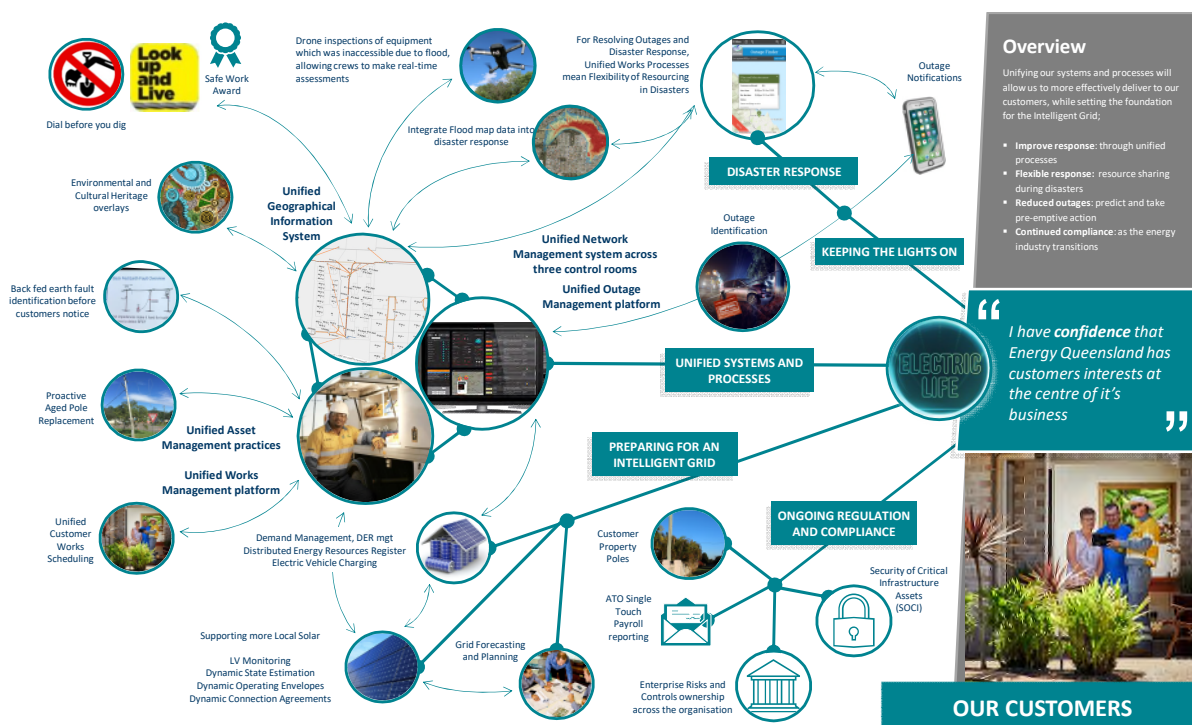 Look
up
and
Live
Safe Work
Award
Dial before you dig
Drone inspections of equipment
which was inaccessible due to flood,
allowing crews to make real-time
assessments
For Resolving Outages and
Disaster Response,
Unified Works Processes
mean Flexibility of Resourcing
in Disasters
Outage
Notifications
Integrate Flood map data into
disaster response
Environmental and
Cultural Heritage
overlays
Unified
Geographical
Information
System
DISASTER RESPONSE
Outage
Identification
KEEPING THE LIGHTS ON
Unified Network
Management system across
three control rooms
Unified Outage
Management platform
Back fed earth fault
identification before
customers notice
UNIFIED SYSTEMS AND
PROCESSES
ELECTRIC
LIFE
Proactive
Aged Pole
Replacement
Unified Asset
Management practices
Unified Works
Management platform
PREPARING FOR AN
INTELLIGENT GRID
Unified
Customer
Works
Scheduling
Demand Management, DER mgt
Distributed Energy Resources Register
Electric Vehicle Charging
ONGOING REGULATION
AND COMPLIANCE
Customer
Property
Poles
Security of Critical
Infrastructure
Assets
(SOCI)
ATO Single
Touch
Payroll
reporting
Supporting more Local Solar
LV Monitoring
Dynamic State Estimation
Dynamic Operating Envelopes
Dynamic Connection Agreements
Grid Forecasting
and Planning
Enterprise Risks and
Controls ownership
across the organisation
Overview
Unifying our systems and processes will
allow us to more effectively deliver to our
customers, while setting the foundation
for the Intelligent Grid;
▪ Improve response: through unified
processes
▪ Flexible response: resource sharing
during disasters
▪ Reduced outages: predict and take
pre-emptive action
▪ Continued compliance: as the energy
industry transitions
“
I have confidence that
Energy Queensland has
customers interests at
the centre of it’s
business
”
OUR CUSTOMERS